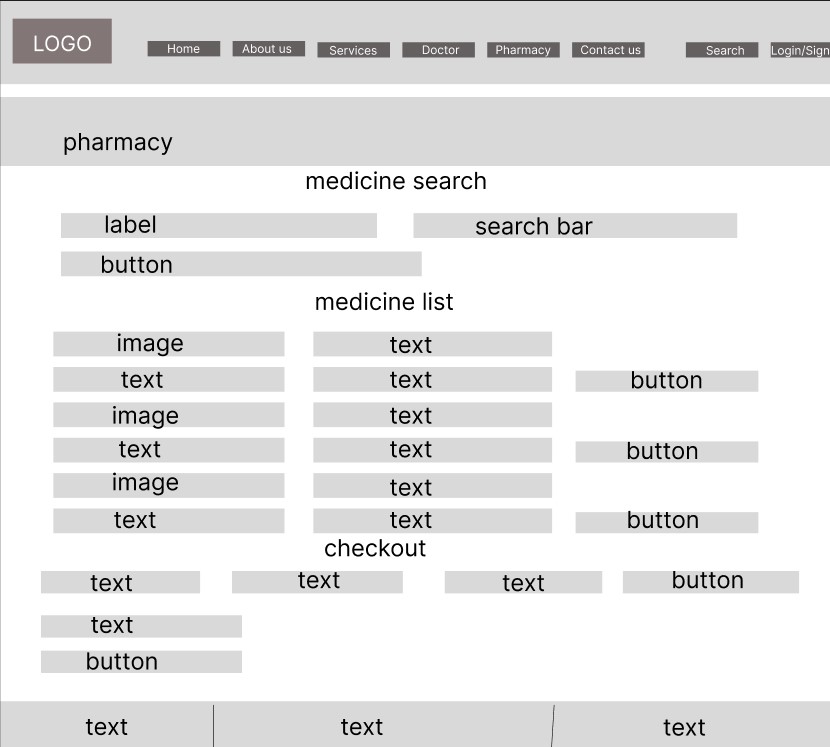 LOGO
Home About us Services Doctor Pharmacy Contact us Search Login/Sign
pharmacy
medicine search
label search bar
button
medicine list
image text
text text button
image text
text text button
image text
text text button
checkout
text text text button
text
button
text text text